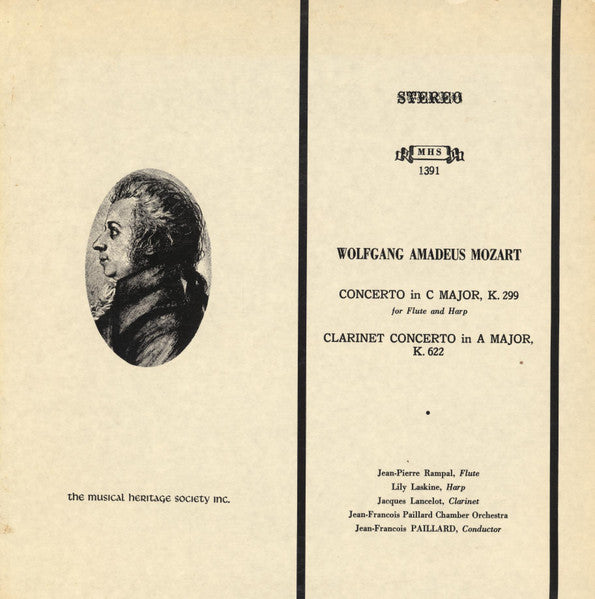 the musical heritage society inc.
STEREO
MHS
1391
WOLFGANG AMADEUS MOZART
CONCERTO in C MAJOR, K. 299
for Flute and Harp
CLARINET CONCERTO in A MAJOR,
K. 622
Jean-Pierre Rampal, Flute
Lily Laskine, Harp
Jacques Lancelot, Clarinet
Jean-Francois Paillard Chamber Orchestra
Jean-Francois PAILLARD, Conductor